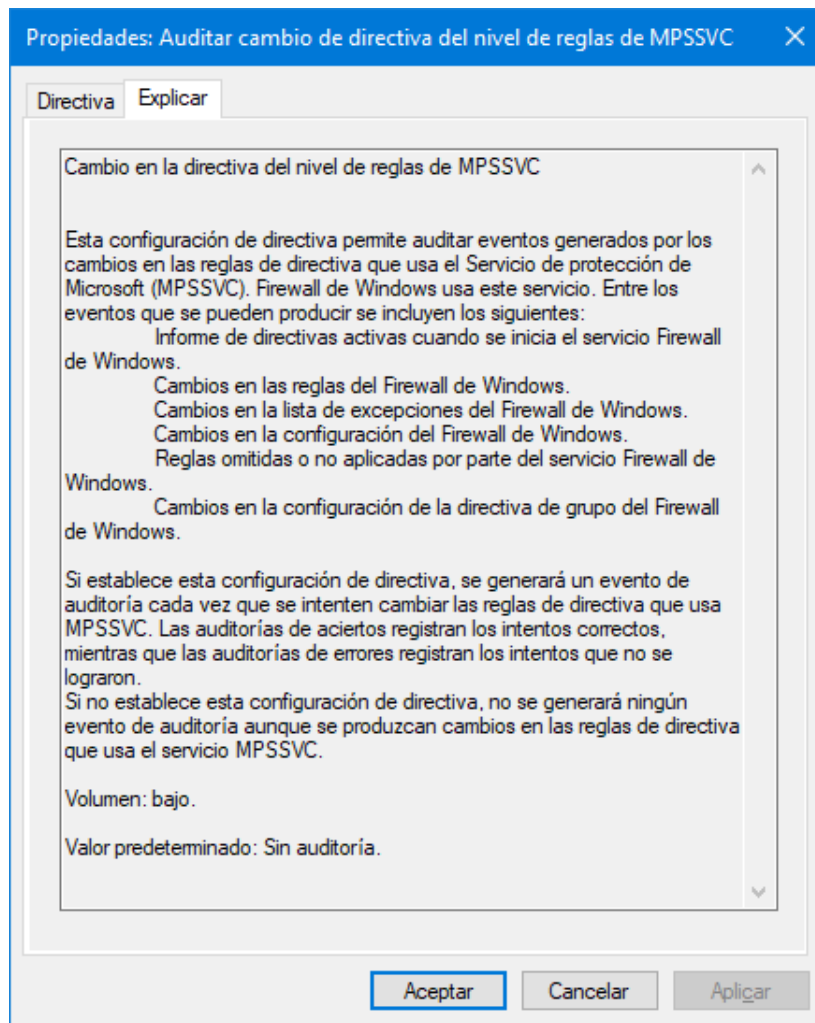 Propiedades: Auditar cambio de directiva del nivel de reglas de MPSSVC
Directiva
Explicar
Cambio en la directiva del nivel de reglas de MPSSVC
Esta configuración de directiva permite auditar eventos generados por los
cambios en las reglas de directiva que usa el Servicio de protección de
Microsoft (MPSSVC). Firewall de Windows usa este servicio. Entre los
eventos que se pueden producir se incluyen los siguientes:
Informe de directivas activas cuando se inicia el servicio Firewall
de Windows.
Cambios en las reglas del Firewall de Windows.
Cambios en la lista de excepciones del Firewall de Windows.
Cambios en la configuración del Firewall de Windows.
Reglas omitidas o no aplicadas por parte del servicio Firewall de
Windows.
Cambios en la configuración de la directiva de grupo del Firewall
de Windows.
Si establece esta configuración de directiva, se generará un evento de
auditoría cada vez que se intenten cambiar las reglas de directiva que usa
MPSSVC. Las auditorías de aciertos registran los intentos correctos,
mientras que las auditorías de errores registran los intentos que no se
lograron.
Si no establece esta configuración de directiva, no se generará ningún
evento de auditoría aunque se produzcan cambios en las reglas de directiva
que usa el servicio MPSSVC.
Volumen: bajo.
Valor predeterminado: Sin auditoría.
Aceptar
Cancelar
Aplicar